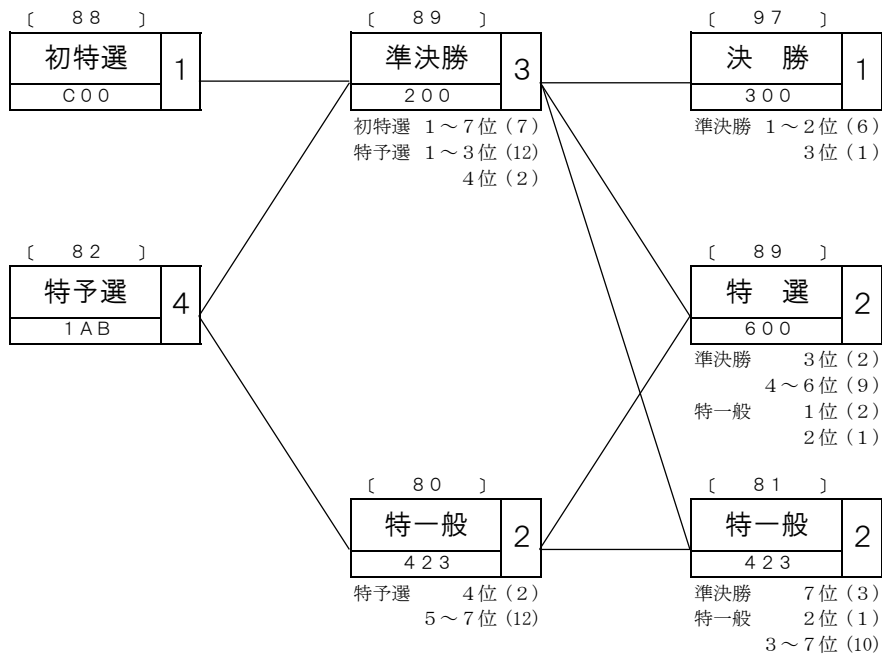 〔　８８　〕
初特選
１
Ｃ００
〔　８２　〕
特予選
４
１ＡＢ
〔　８９　〕
準決勝
３
２００
初特選 １～７位（７）
特予選 １～３位（12）
４位（２）
〔　８０　〕
特一般
２
４２３
特予選　４位（２）
５～７位（12）
〔　９７　〕
決　勝
１
３００
準決勝 １～２位（６）
３位（１）
〔　８９　〕
特　選
２
６００
準決勝　３位（２）
４～６位（９）
特一般　１位（２）
２位（１）
〔　８１　〕
特一般
２
４２３
準決勝　７位（３）
特一般　２位（１）
３～７位（10）